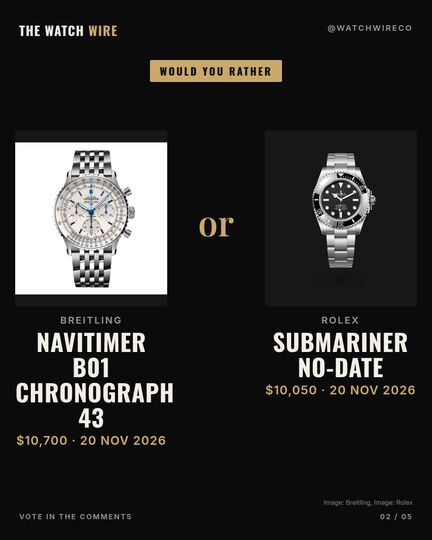 THE WATCH WIRE
@WATCHWIRECO
WOULD YOU RATHER
or
BREITLING
NAVITIMER
B01
CHRONOGRAPH
43
$10,700 · 20 NOV 2026
ROLEX
SUBMARINER
NO-DATE
$10,050 · 20 NOV 2026
Image: Breitling, Image: Rolex
VOTE IN THE COMMENTS
02 / 05